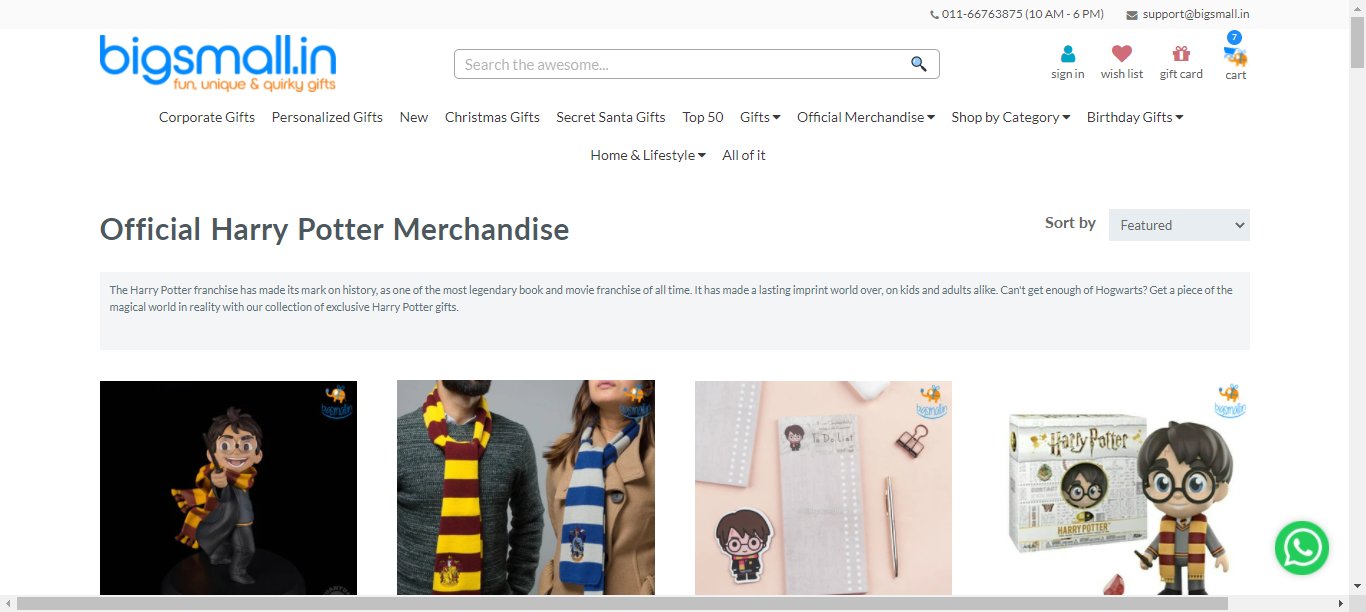 011-66763875 (10 AM - 6 PM) support@bigsmall.in
bigsmall.in
fun, unique & quirky gifts
Search the awesome...
7
sign in wish list gift card cart
Corporate Gifts Personalized Gifts New Christmas Gifts Secret Santa Gifts Top 50 Gifts Official Merchandise Shop by Category Birthday Gifts
Home & Lifestyle All of it
Official Harry Potter Merchandise
Sort by Featured
The Harry Potter franchise has made its mark on history, as one of the most legendary book and movie franchise of all time. It has made a lasting imprint world over, on kids and adults alike. Can't get enough of Hogwarts? Get a piece of the
magical world in reality with our collection of exclusive Harry Potter gifts.
bigsmall.in
bigsmall.in
bigsmall.in
bigsmall.in
To Do List
Harry Potter
HARRY POTTER